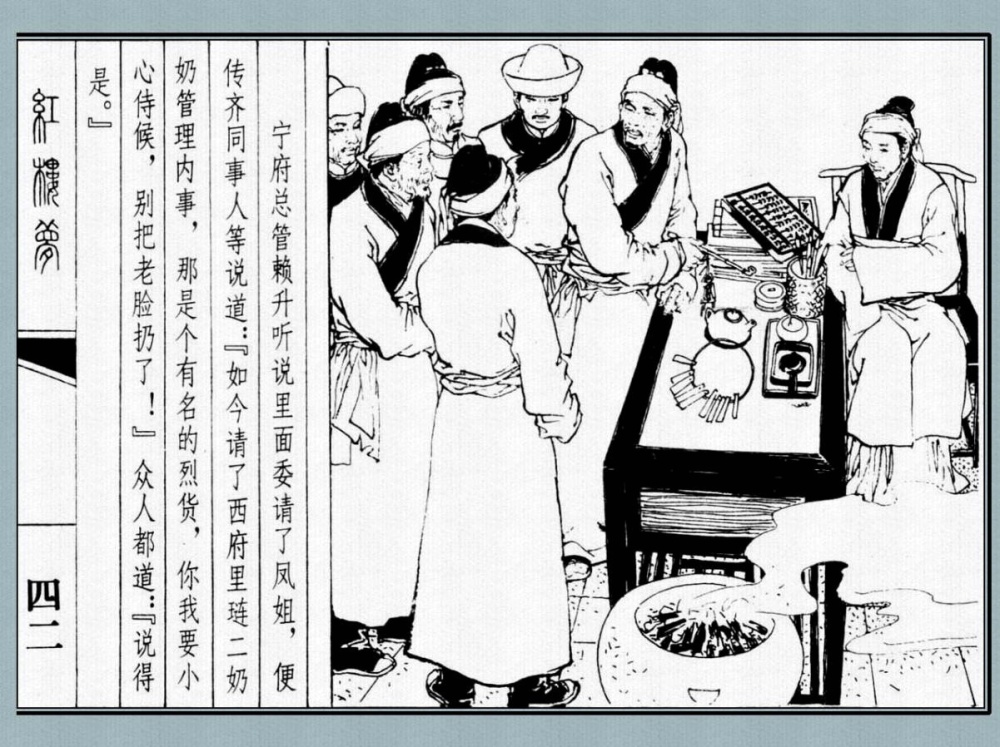 宁府总管赖升听说里面委请了凤姐，便
传齐同事人等说道：『如今请了西府里琏二奶
奶管理内事，那是个有名的烈货，你我要小
心侍候，别把老脸扔了！』众人都道：『说得
是。』
紅樓夢
四二